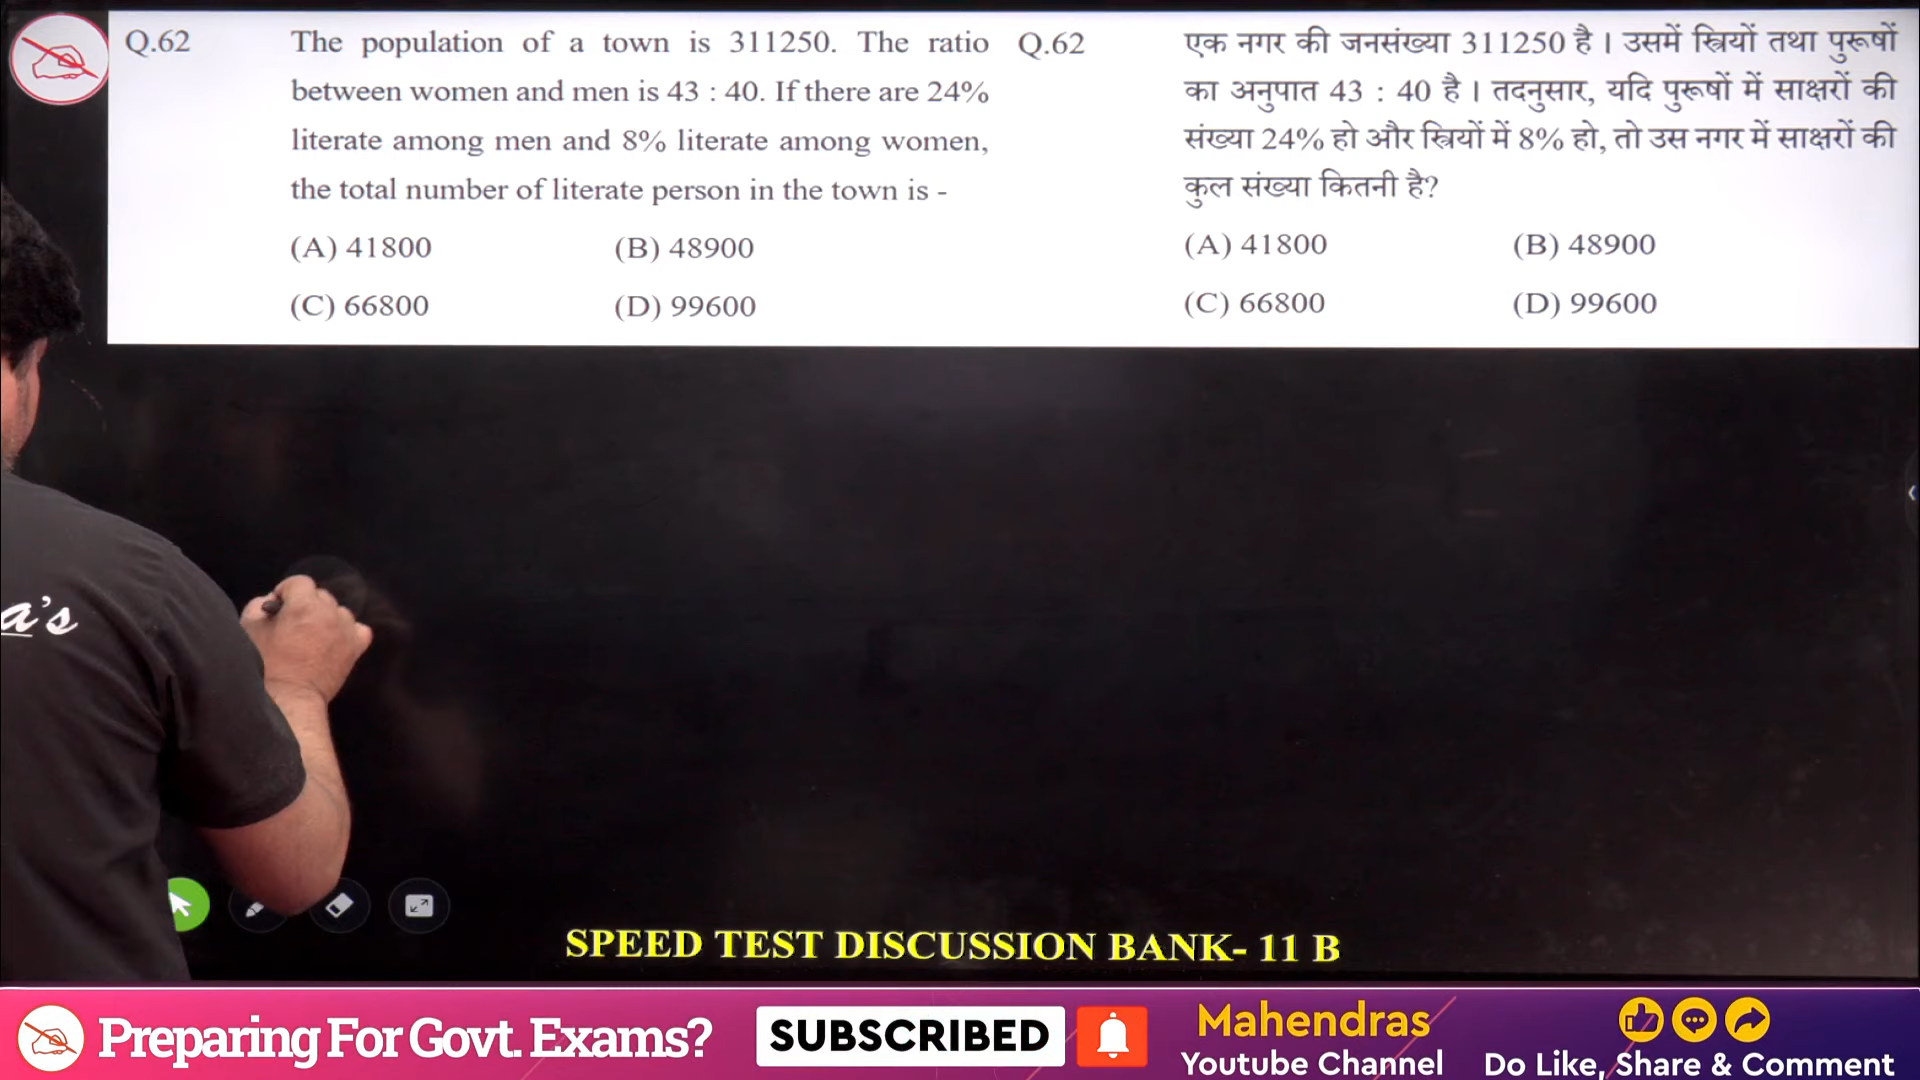 Q.62 The population of a town is 311250. The ratio
between women and men is 43 : 40. If there are 24%
literate among men and 8% literate among women,
the total number of literate person in the town is -
(A) 41800 (B) 48900
(C) 66800 (D) 99600
Q.62 एक नगर की जनसंख्या 311250 है। उसमें स्त्रियों तथा पुरूषों
का अनुपात 43 : 40 है। तदनुसार, यदि पुरूषों में साक्षरों की
संख्या 24% हो और स्त्रियों में 8% हो, तो उस नगर में साक्षरों की
कुल संख्या कितनी है?
(A) 41800 (B) 48900
(C) 66800 (D) 99600
a's
SPEED TEST DISCUSSION BANK- 11 B
Preparing For Govt. Exams?
SUBSCRIBED
Mahendras
Youtube Channel
Do Like, Share & Comment